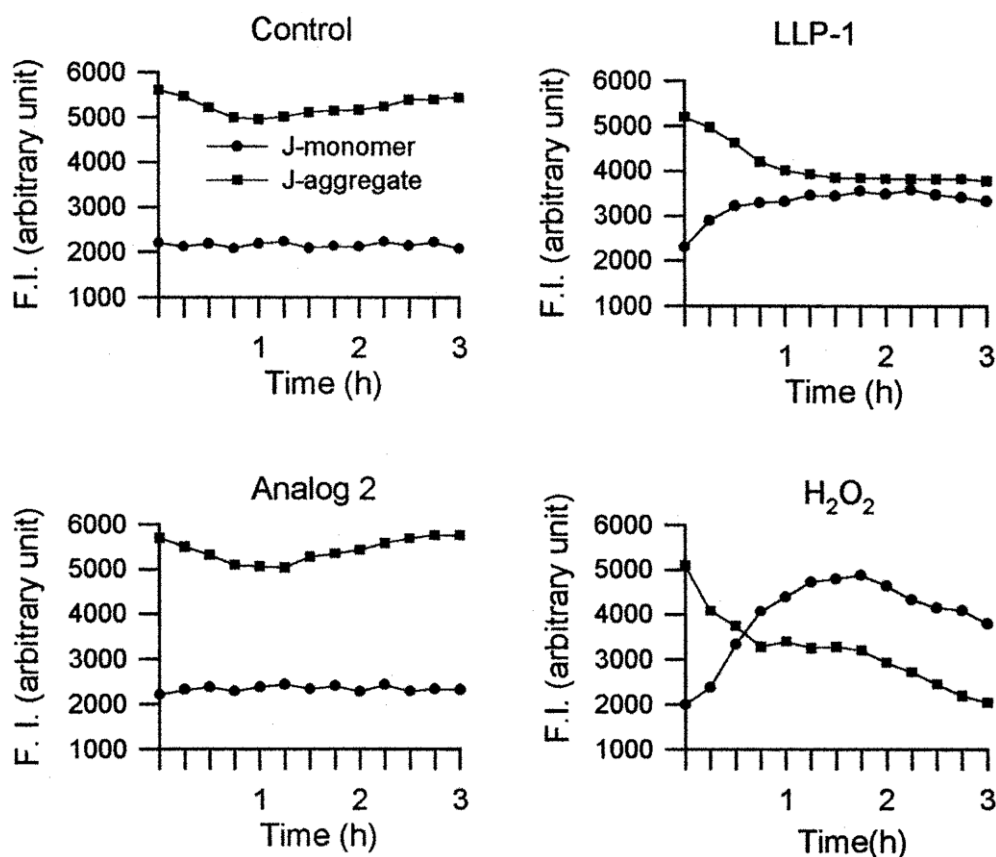 Control
F.I. (arbitrary unit)
6000
5000
4000
3000
2000
1000
J-monomer
J-aggregate
1 2 3
Time (h)
LLP-1
F.I. (arbitrary unit)
6000
5000
4000
3000
2000
1000
1 2 3
Time (h)
Analog 2
F. I. (arbitrary unit)
6000
5000
4000
3000
2000
1000
1 2 3
Time (h)
H₂O₂
F.I. (arbitrary unit)
6000
5000
4000
3000
2000
1000
1 2 3
Time(h)